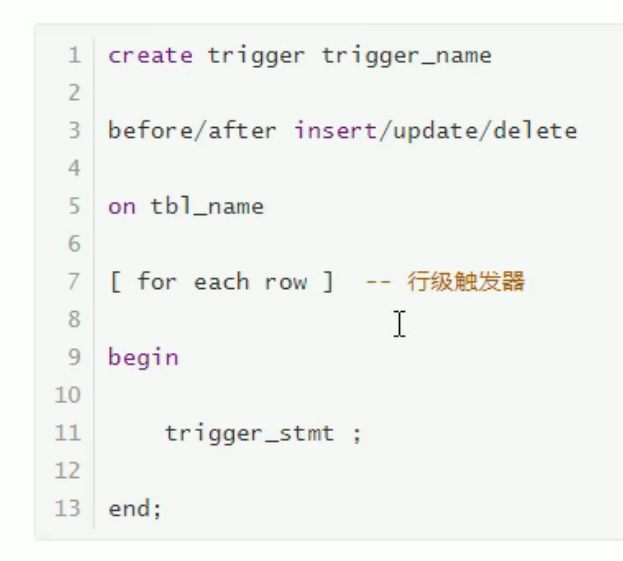 1 create trigger trigger_name
2
3 before/after insert/update/delete
4
5 on tbl_name
6
7 [ for each row ]  -- 行级触发器
8
9 begin
10
11     trigger_stmt ;
12
13 end;